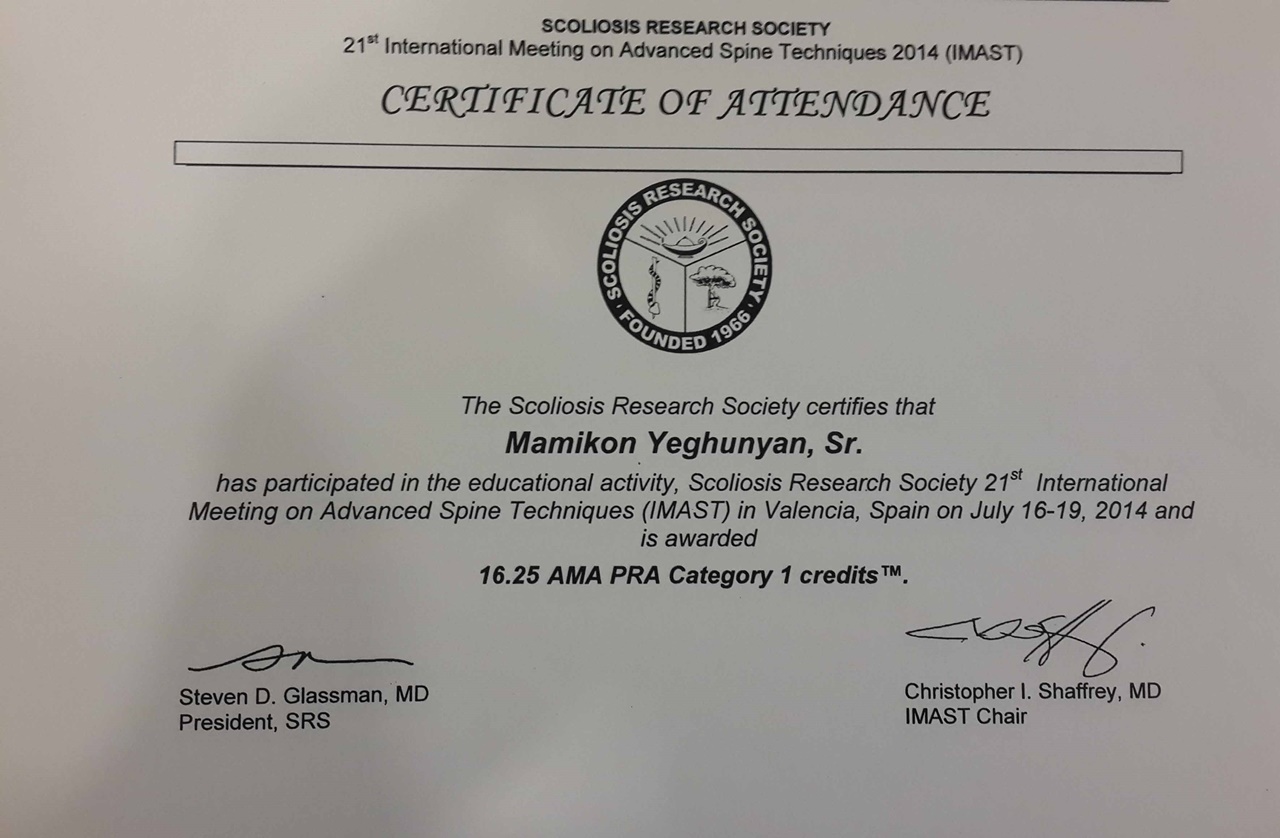 SCOLIOSIS RESEARCH SOCIETY
21st International Meeting on Advanced Spine Techniques 2014 (IMAST)
CERTIFICATE OF ATTENDANCE
SCOLIOSIS RESEARCH SOCIETY
· FOUNDED 1966 ·
The Scoliosis Research Society certifies that
Mamikon Yeghunyan, Sr.
has participated in the educational activity, Scoliosis Research Society 21st International
Meeting on Advanced Spine Techniques (IMAST) in Valencia, Spain on July 16-19, 2014 and
is awarded
16.25 AMA PRA Category 1 credits™.
Steven D. Glassman, MD
President, SRS
Christopher I. Shaffrey, MD
IMAST Chair